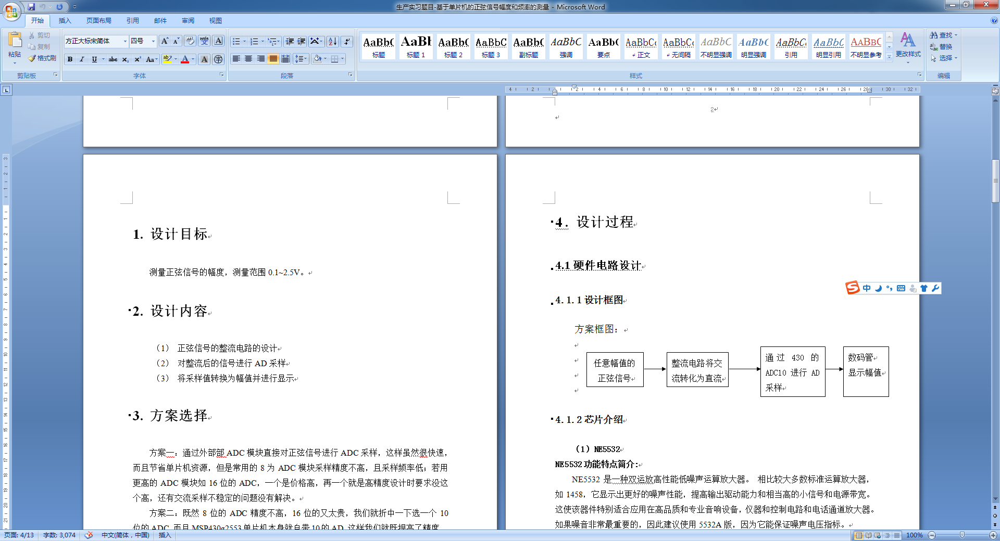 生产实习题目-基于单片机的正弦信号幅度和频率的测量 - Microsoft Word
开始 插入 页面布局 引用 邮件 审阅 视图
粘贴 剪切 复制 格式刷 剪贴板
方正大标宋简体 四号 字体
段落
AaBbC 标题
AaBb 标题 1
AaBb( 标题 2
AaBbC 标题 3
AaBb( 副标题
AaBbC 强调
AaBbC 要点
AaBbCc 正文
AaBbCc 无间隔
AaBbC 不明显强调
AaBbC 明显强调
AaBbC 引用
AaBbCc 明显引用
AaBbC 不明显参考
更改样式
样式
查找
替换
选择
编辑
2
1. 设计目标
测量正弦信号的幅度，测量范围 0.1~2.5V。
2. 设计内容
（1） 正弦信号的整流电路的设计
（2） 对整流后的信号进行 AD 采样
（3） 将采样值转换为幅值并进行显示
3. 方案选择
方案一：通过外部部 ADC 模块直接对正弦信号进行 ADC 采样，这样虽然很快速，
而且节省单片机资源，但是常用的 8 为 ADC 模块采样精度不高，且采样频率低；若用
更高的 ADC 模块如 16 位的 ADC，一个是价格高，再一个就是高精度设计时要求没这
个高，还有交流采样不稳定的问题没有解决。
方案二：既然 8 位的 ADC 精度不高，16 位的又太贵，我们就折中一下选一个 10
位的 ADC,而且 MSP430g2553 单片机本身就自带 10 的 AD,这样我们就既提高了精度
4. 设计过程
4.1 硬件电路设计
4.1.1 设计框图
方案框图：
任意幅值的
正弦信号
整流电路将交
流转化为直流
通过 430 的
ADC10 进行 AD
采样
数码管
显示幅值
4.1.2 芯片介绍
（1）NE5532
NE5532 功能特点简介:
NE5532 是一种双运放高性能低噪声运算放大器。 相比较大多数标准运算放大器，
如 1458，它显示出更好的噪声性能，提高输出驱动能力和相当高的小信号和电源带宽。
这使该器件特别适合应用在高品质和专业音响设备，仪器和控制电路和电话通道放大器。
如果噪音非常最重要的，因此建议使用 5532A 版，因为它能保证噪声电压指标。
中
页面: 4/13 字数: 3,074 中文(简体，中国) 插入 100%